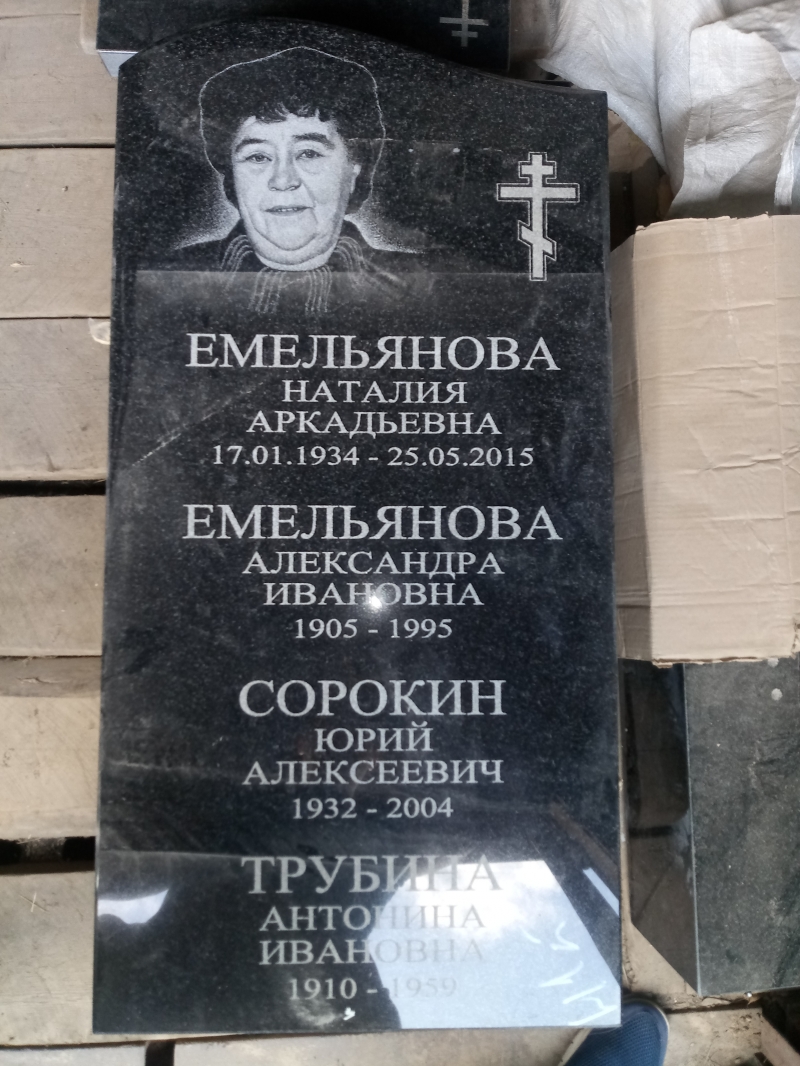 ЕМЕЛЬЯНОВА
НАТАЛИЯ
АРКАДЬЕВНА
17.01.1934 - 25.05.2015
ЕМЕЛЬЯНОВА
АЛЕКСАНДРА
ИВАНОВНА
1905 - 1995
СОРОКИН
ЮРИЙ
АЛЕКСЕЕВИЧ
1932 - 2004
ТРУБИНА
АНТОНИНА
ИВАНОВНА
1910 - 1959